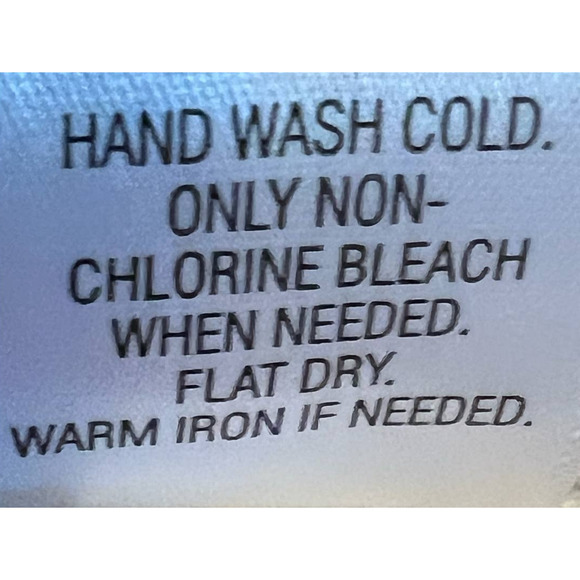 HAND WASH COLD.
ONLY NON-
CHLORINE BLEACH
WHEN NEEDED.
FLAT DRY.
WARM IRON IF NEEDED.